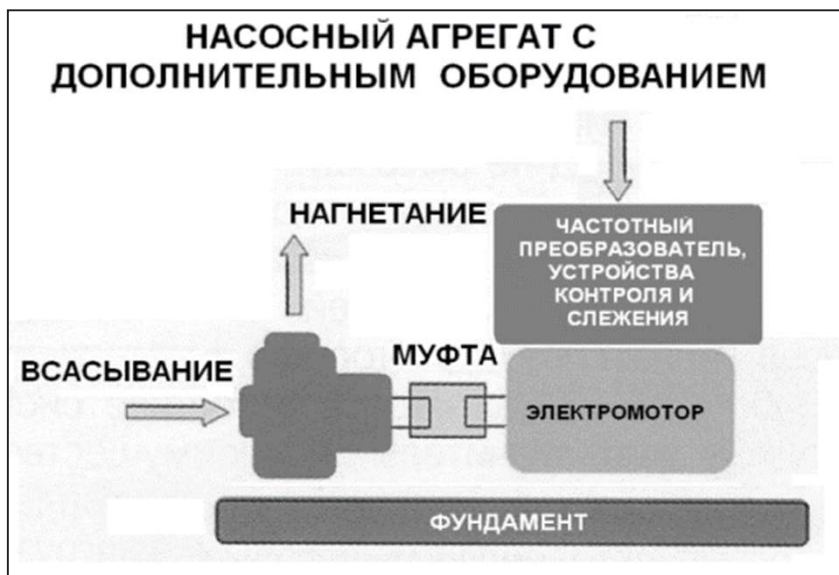 НАСОСНЫЙ АГРЕГАТ С
ДОПОЛНИТЕЛЬНЫМ ОБОРУДОВАНИЕМ
НАГНЕТАНИЕ
ЧАСТОТНЫЙ
ПРЕОБРАЗОВАТЕЛЬ,
УСТРОЙСТВА
КОНТРОЛЯ И
СЛЕЖЕНИЯ
МУФТА
ВСАСЫВАНИЕ
ЭЛЕКТРОМОТОР
ФУНДАМЕНТ